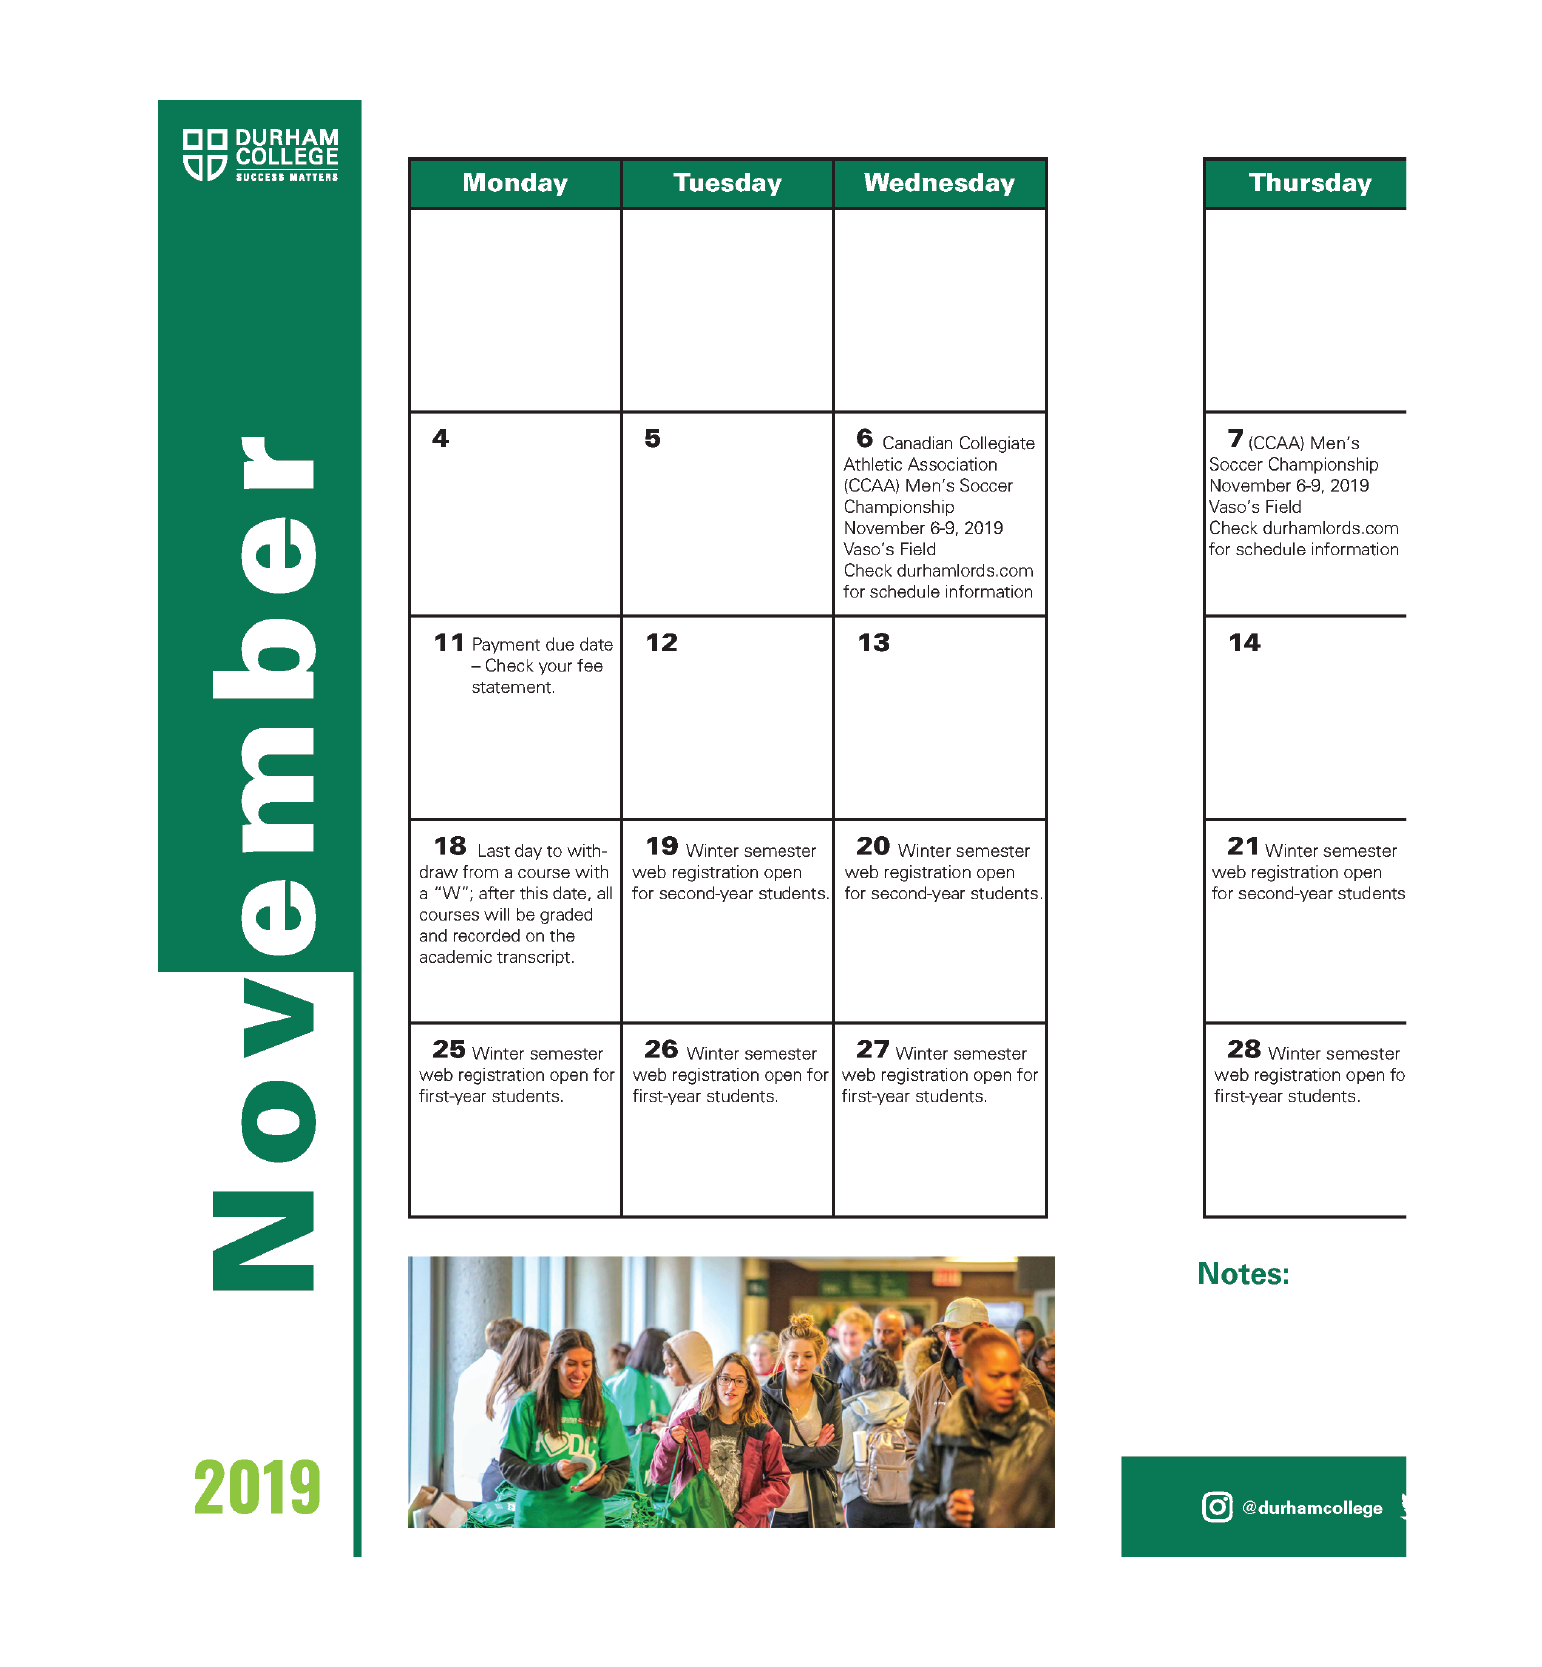 DURHAM
COLLEGE
SUCCESS MATTERS
November
2019
Monday
Tuesday
Wednesday
Thursday
4
5
6 Canadian Collegiate
Athletic Association
(CCAA) Men's Soccer
Championship
November 6-9, 2019
Vaso's Field
Check durhamlords.com
for schedule information
7 (CCAA) Men's
Soccer Championship
November 6-9, 2019
Vaso's Field
Check durhamlords.com
for schedule information
11 Payment due date
– Check your fee
statement.
12
13
14
18 Last day to with-
draw from a course with
a “W”; after this date, all
courses will be graded
and recorded on the
academic transcript.
19 Winter semester
web registration open
for second-year students.
20 Winter semester
web registration open
for second-year students.
21 Winter semester
web registration open
for second-year students
25 Winter semester
web registration open for
first-year students.
26 Winter semester
web registration open for
first-year students.
27 Winter semester
web registration open for
first-year students.
28 Winter semester
web registration open fo
first-year students.
Notes:
@durhamcollege